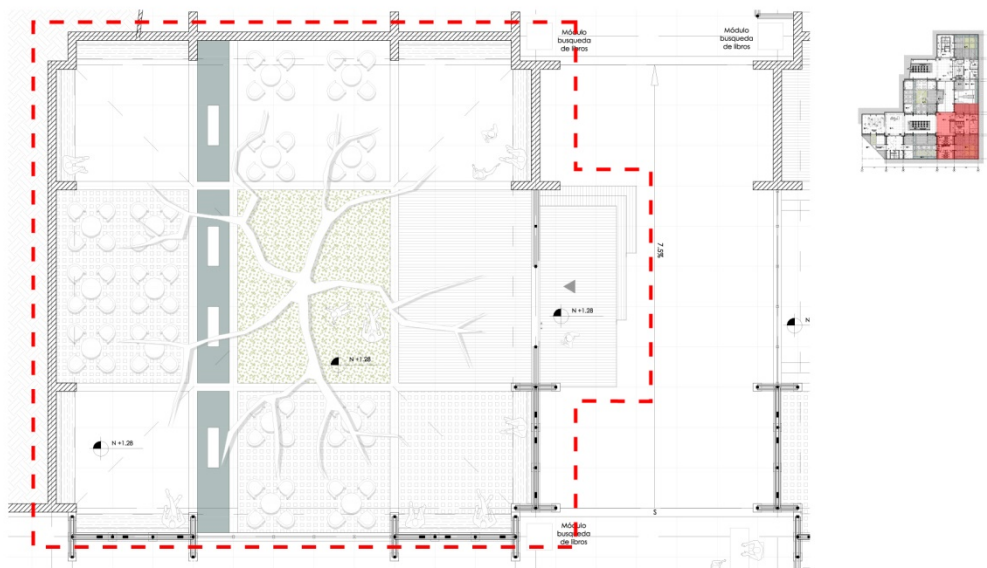 Módulo
busqueda
de libros
Módulo
busqueda
de libros
7.5%
N +1.28
N
N +1.28
N +1.28
S
Módulo
busqueda
de libros